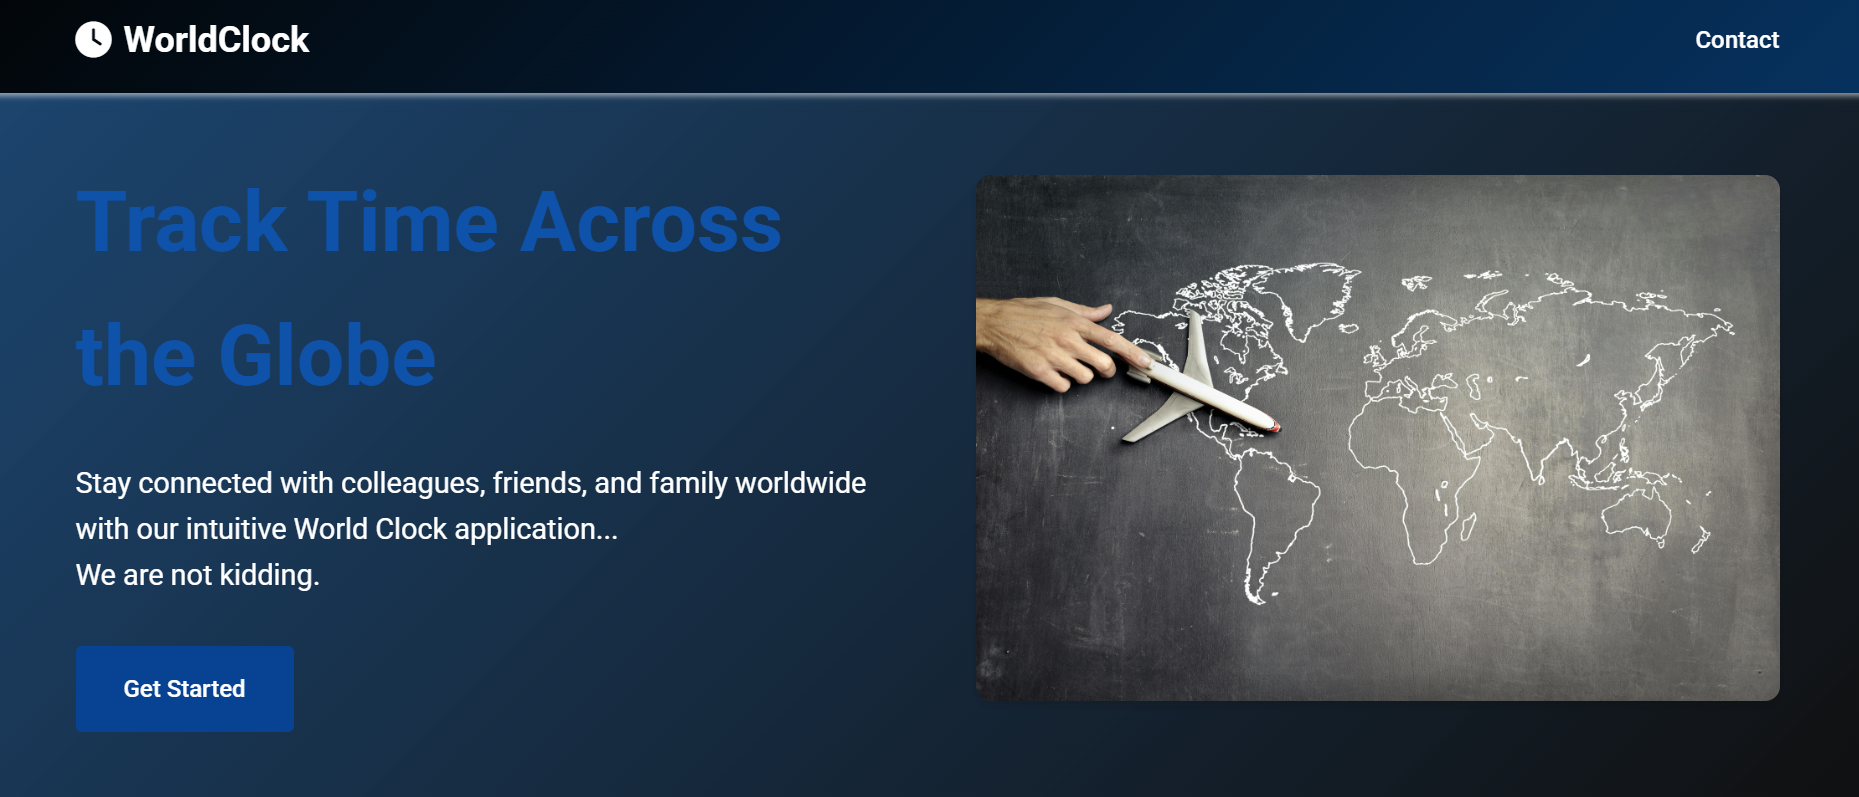 WorldClock
Contact
Track Time Across
the Globe
Stay connected with colleagues, friends, and family worldwide
with our intuitive World Clock application...
We are not kidding.
Get Started